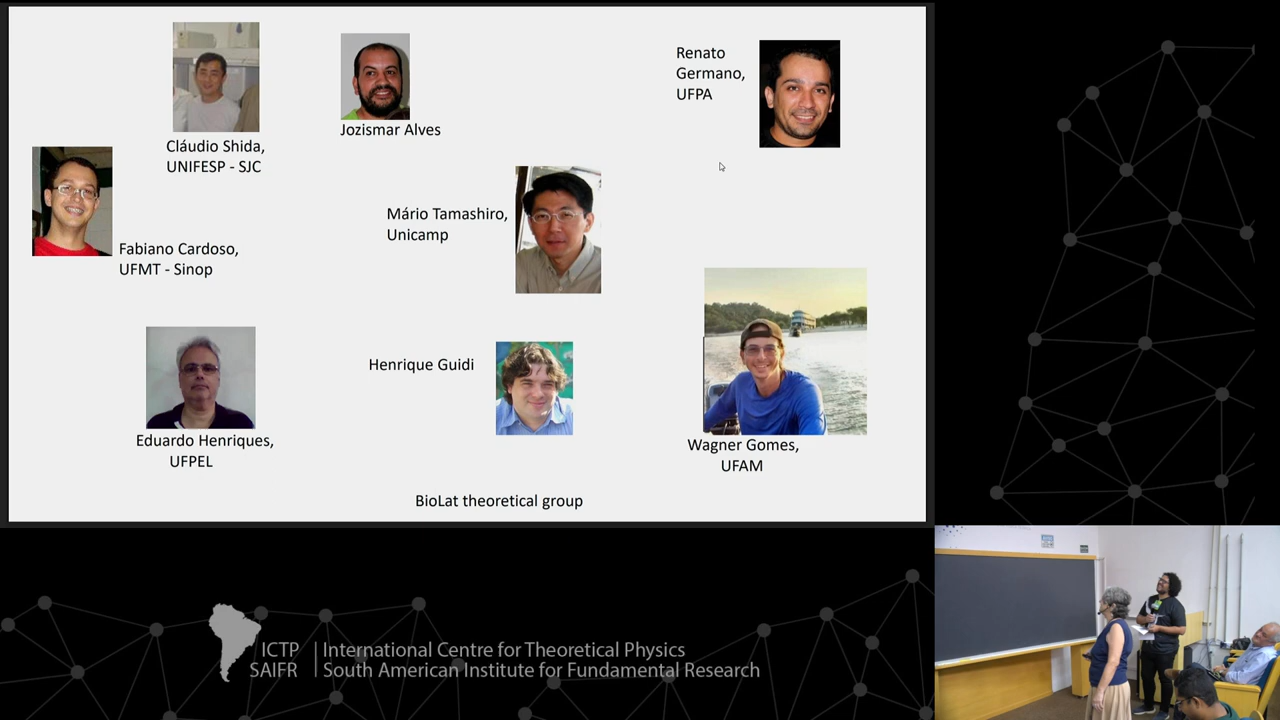 Cláudio Shida,
UNIFESP - SJC
Jozismar Alves
Renato
Germano,
UFPA
Fabiano Cardoso,
UFMT - Sinop
Mário Tamashiro,
Unicamp
Eduardo Henriques,
UFPEL
Henrique Guidi
Wagner Gomes,
UFAM
BioLat theoretical group
ICTP
SAIFR
International Centre for Theoretical Physics
South American Institute for Fundamental Research